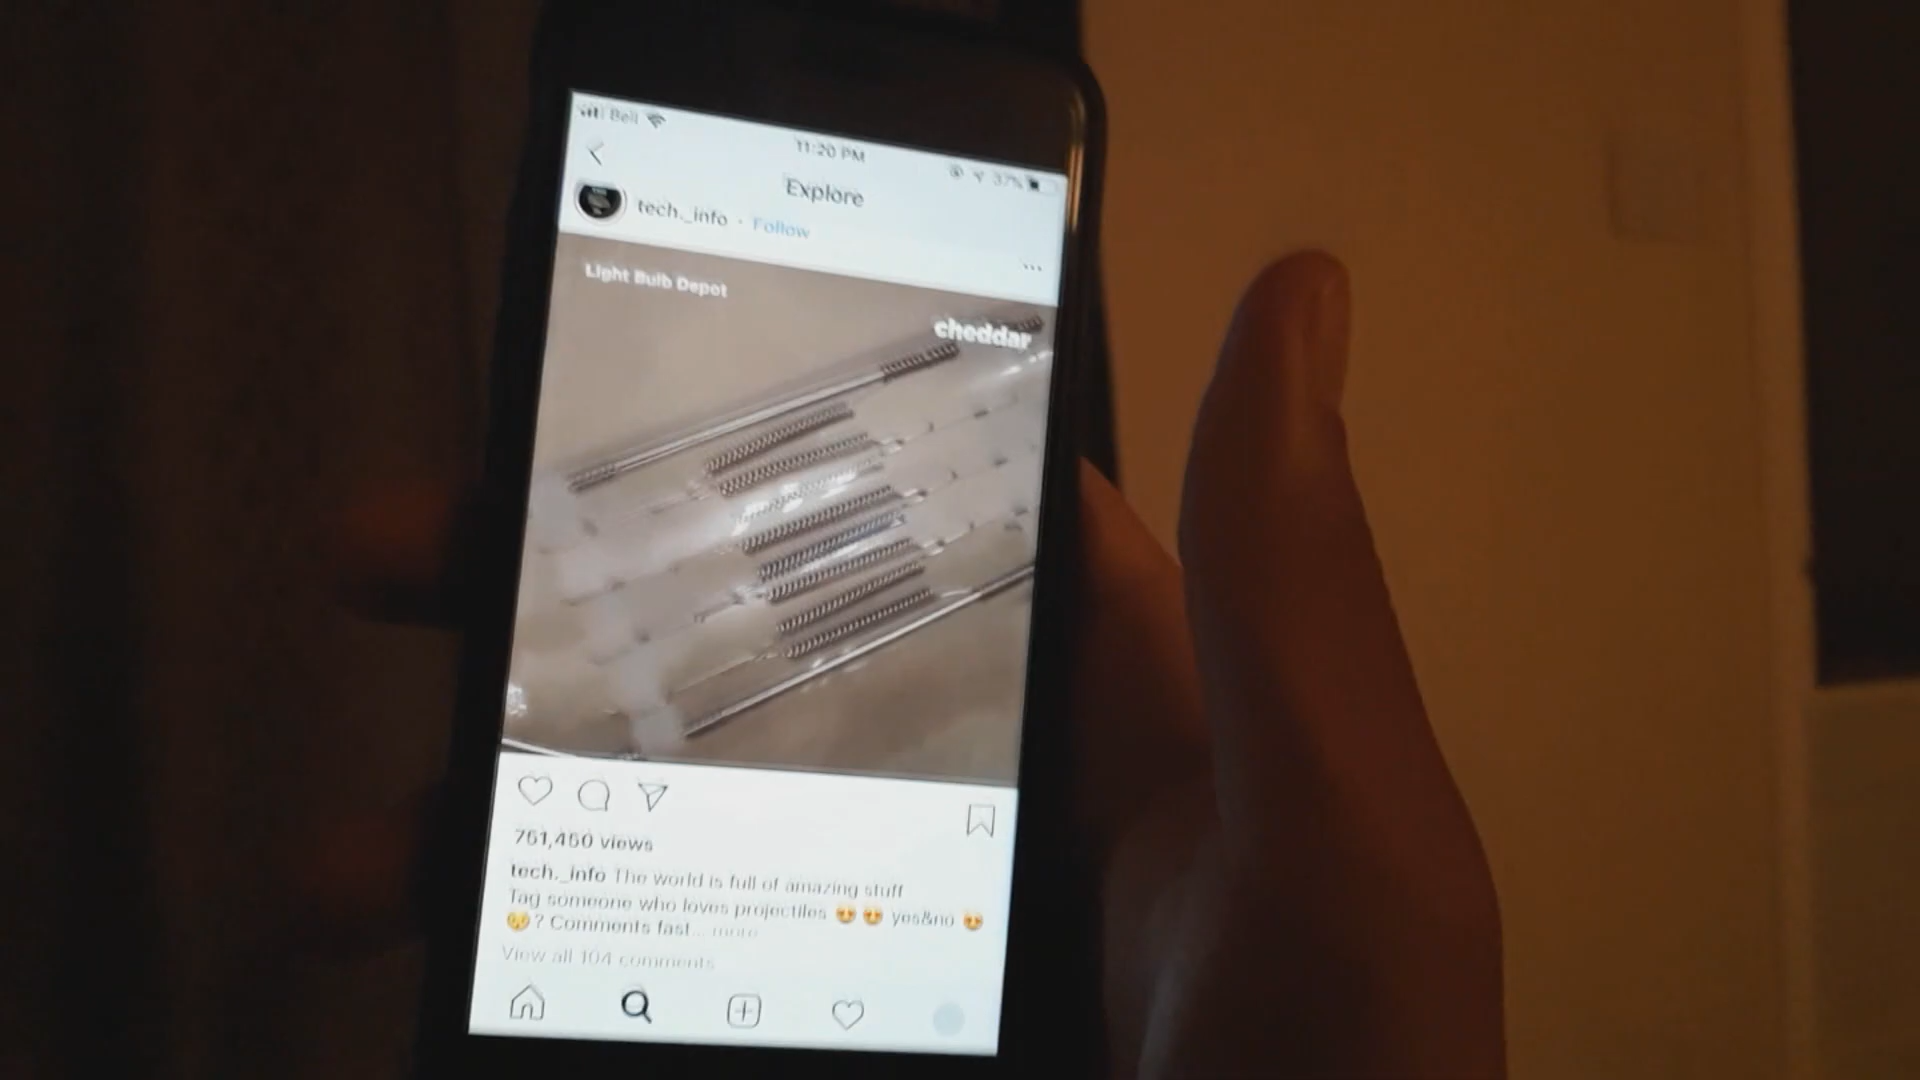 Bell
11:20 PM
37%
Explore
tech._info · Follow
Light Bulb Depot
cheddar
761,460 views
tech._info The world is full of amazing stuff
Tag someone who loves projectiles 😍 😍 yes&no 😍
🤔? Comments fast... more
View all 104 comments